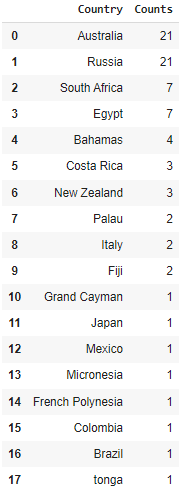 Country Counts
0 Australia 21
1 Russia 21
2 South Africa 7
3 Egypt 7
4 Bahamas 4
5 Costa Rica 3
6 New Zealand 3
7 Palau 2
8 Italy 2
9 Fiji 2
10 Grand Cayman 1
11 Japan 1
12 Mexico 1
13 Micronesia 1
14 French Polynesia 1
15 Colombia 1
16 Brazil 1
17 tonga 1